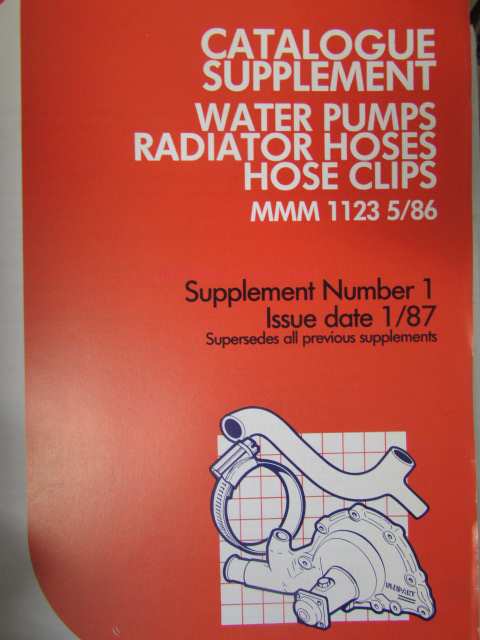 CATALOGUE
SUPPLEMENT
WATER PUMPS
RADIATOR HOSES
HOSE CLIPS
MMM 1123 5/86
Supplement Number 1
Issue date 1/87
Supersedes all previous supplements
UNIPART